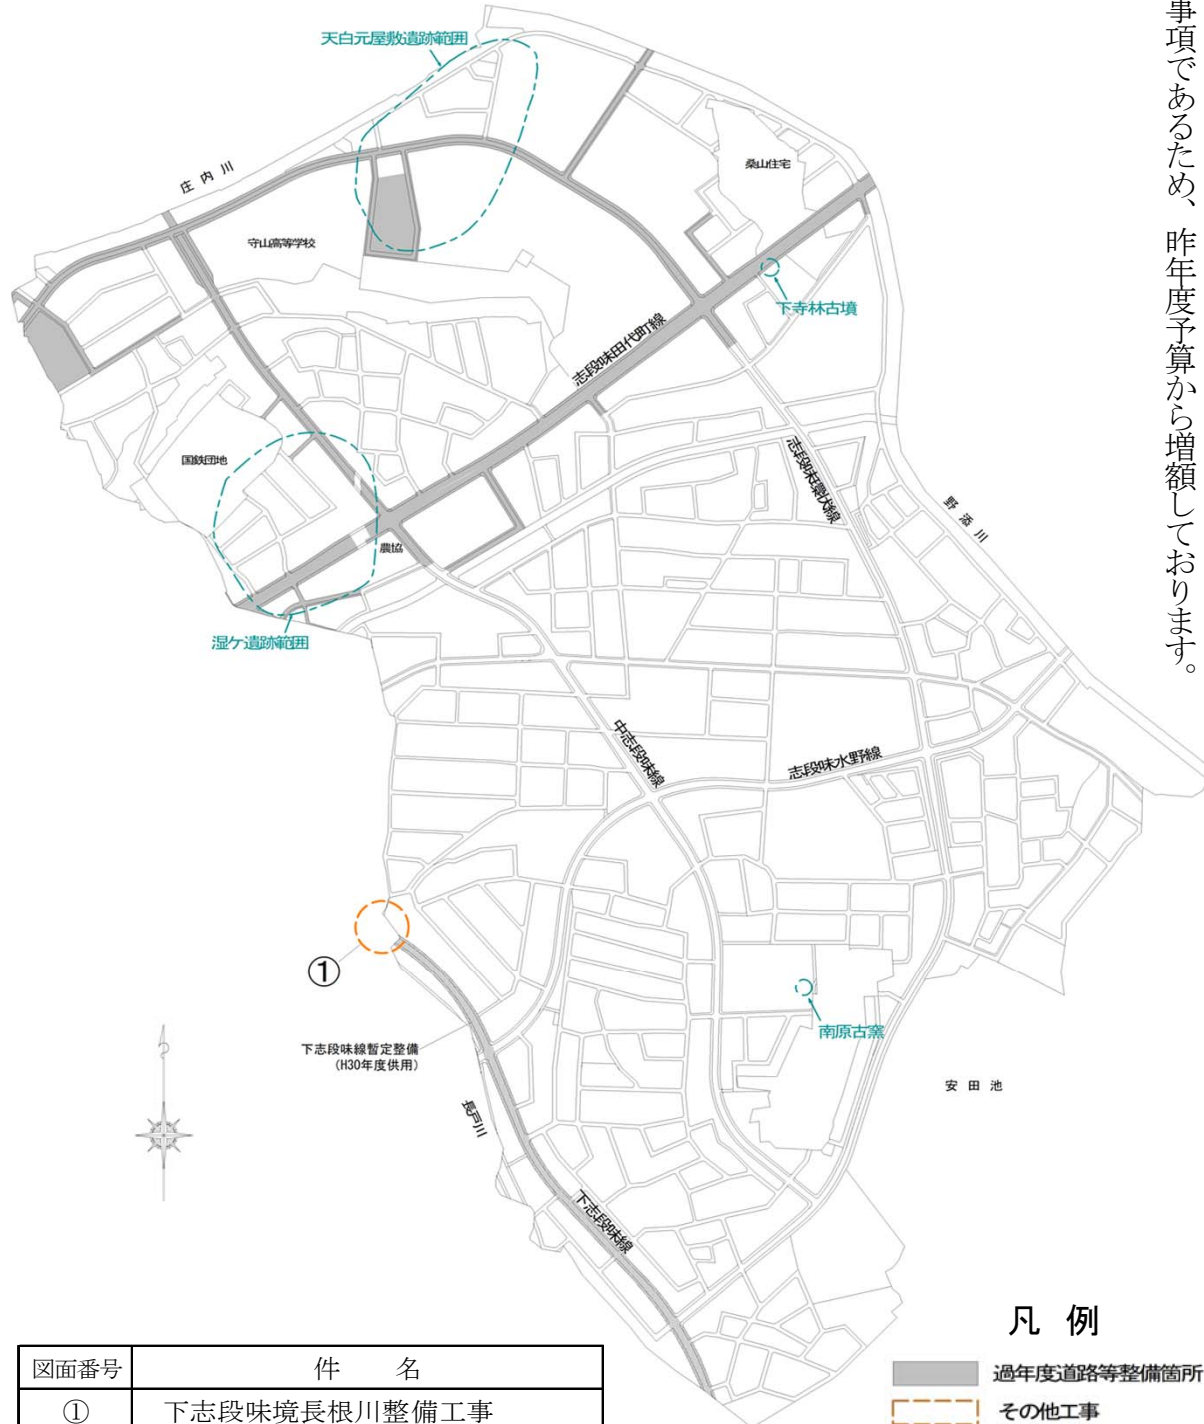 事項であるため、昨年度予算から増額しております。
天白元屋敷遺跡範囲
庄内川
守山高等学校
桑山住宅
下寺林古墳
志段味田代町線
国鉄団地
志段味環状線
野添川
農協
湿ケ遺跡範囲
中志段味線
志段味水野線
①
南原古窯
下志段味線暫定整備
(H30年度供用)
安田池
長戸川
下志段味線
凡 例
過年度道路等整備箇所
その他工事
図面番号 件 名
① 下志段味境長根川整備工事